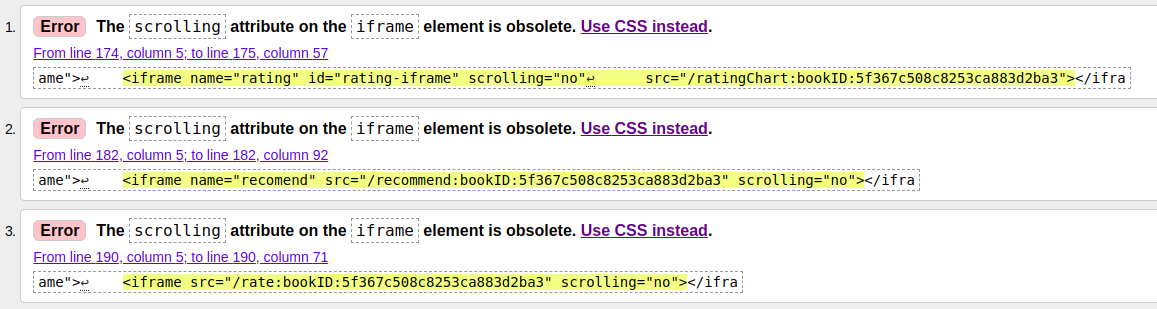 1. Error The scrolling attribute on the iframe element is obsolete. Use CSS instead.
From line 174, column 5; to line 175, column 57
ame">↩    <iframe name="rating" id="rating-iframe" scrolling="no"↩      src="/ratingChart:bookID:5f367c508c8253ca883d2ba3"></ifra
2. Error The scrolling attribute on the iframe element is obsolete. Use CSS instead.
From line 182, column 5; to line 182, column 92
ame">↩    <iframe name="recomend" src="/recommend:bookID:5f367c508c8253ca883d2ba3" scrolling="no"></ifra
3. Error The scrolling attribute on the iframe element is obsolete. Use CSS instead.
From line 190, column 5; to line 190, column 71
ame">↩    <iframe src="/rate:bookID:5f367c508c8253ca883d2ba3" scrolling="no"></ifra